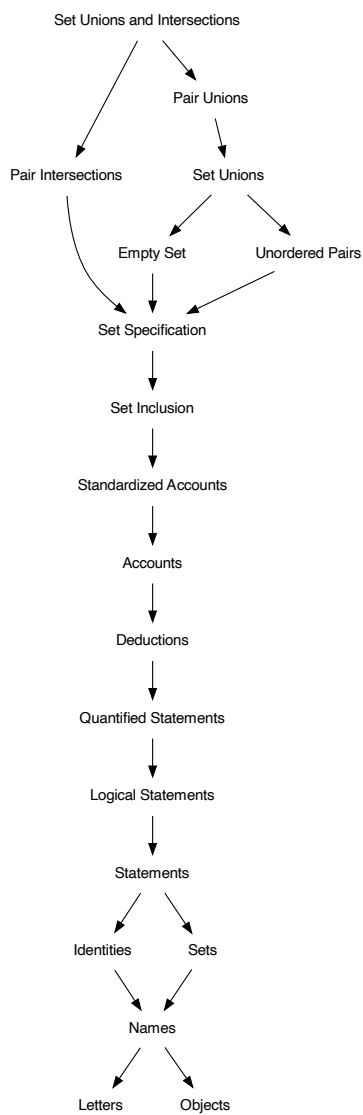 Set Unions and Intersections
Pair Unions
Pair Intersections
Set Unions
Empty Set
Unordered Pairs
Set Specification
Set Inclusion
Standardized Accounts
Accounts
Deductions
Quantified Statements
Logical Statements
Statements
Identities
Sets
Names
Letters
Objects